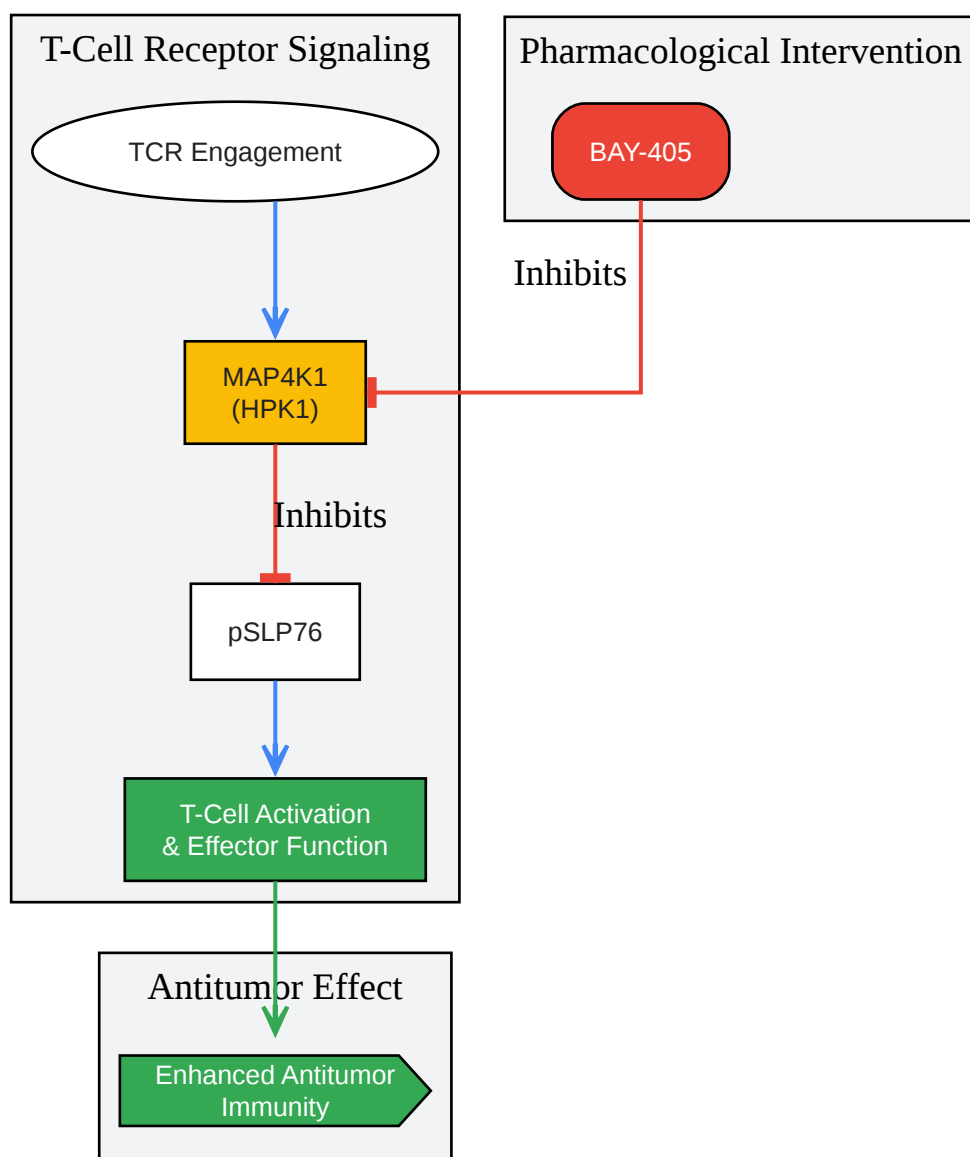 T-Cell Receptor Signaling
TCR Engagement
MAP4K1
(HPK1)
Inhibits
pSLP76
T-Cell Activation
& Effector Function
Pharmacological Intervention
BAY-405
Inhibits
Antitumor Effect
Enhanced Antitumor
Immunity